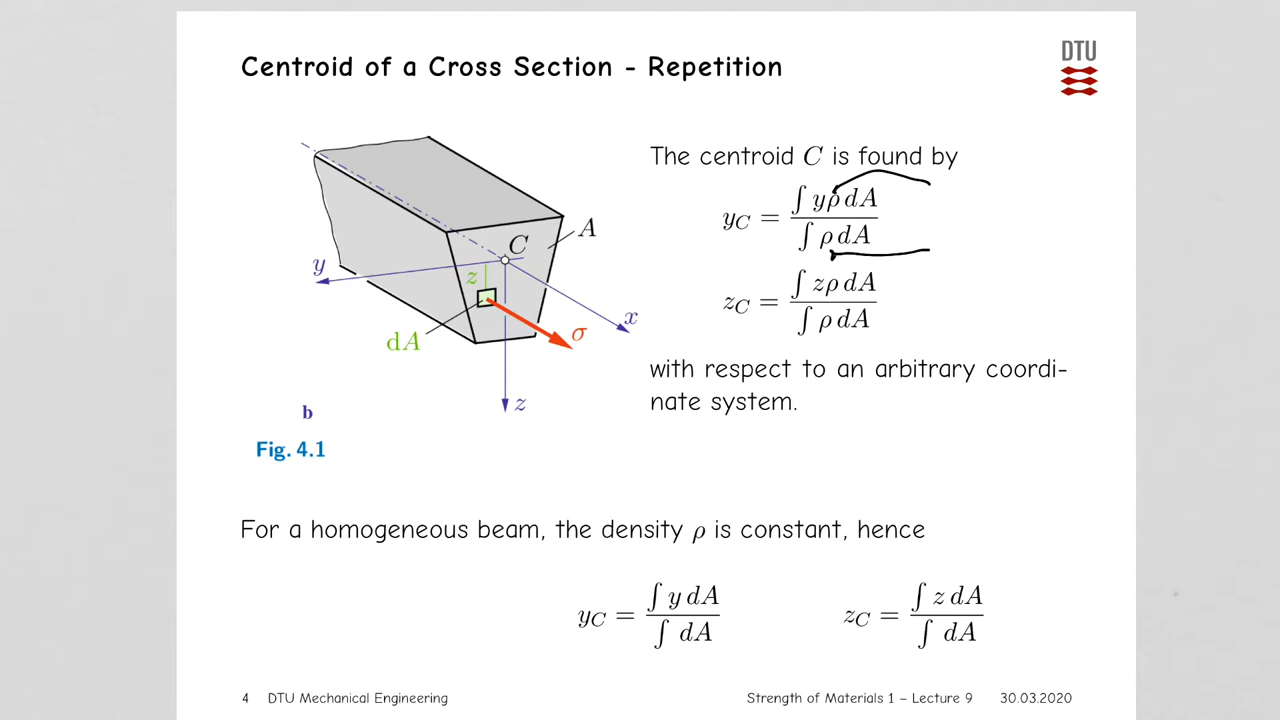 Centroid of a Cross Section - Repetition
DTU
The centroid C is found by
y_C = ∫ yρ dA / ∫ ρ dA
z_C = ∫ zρ dA / ∫ ρ dA
with respect to an arbitrary coordi-
nate system.
A
C
y
z
x
σ
dA
z
b
Fig. 4.1
For a homogeneous beam, the density ρ is constant, hence
y_C = ∫ y dA / ∫ dA
z_C = ∫ z dA / ∫ dA
4 DTU Mechanical Engineering
Strength of Materials 1 – Lecture 9 30.03.2020